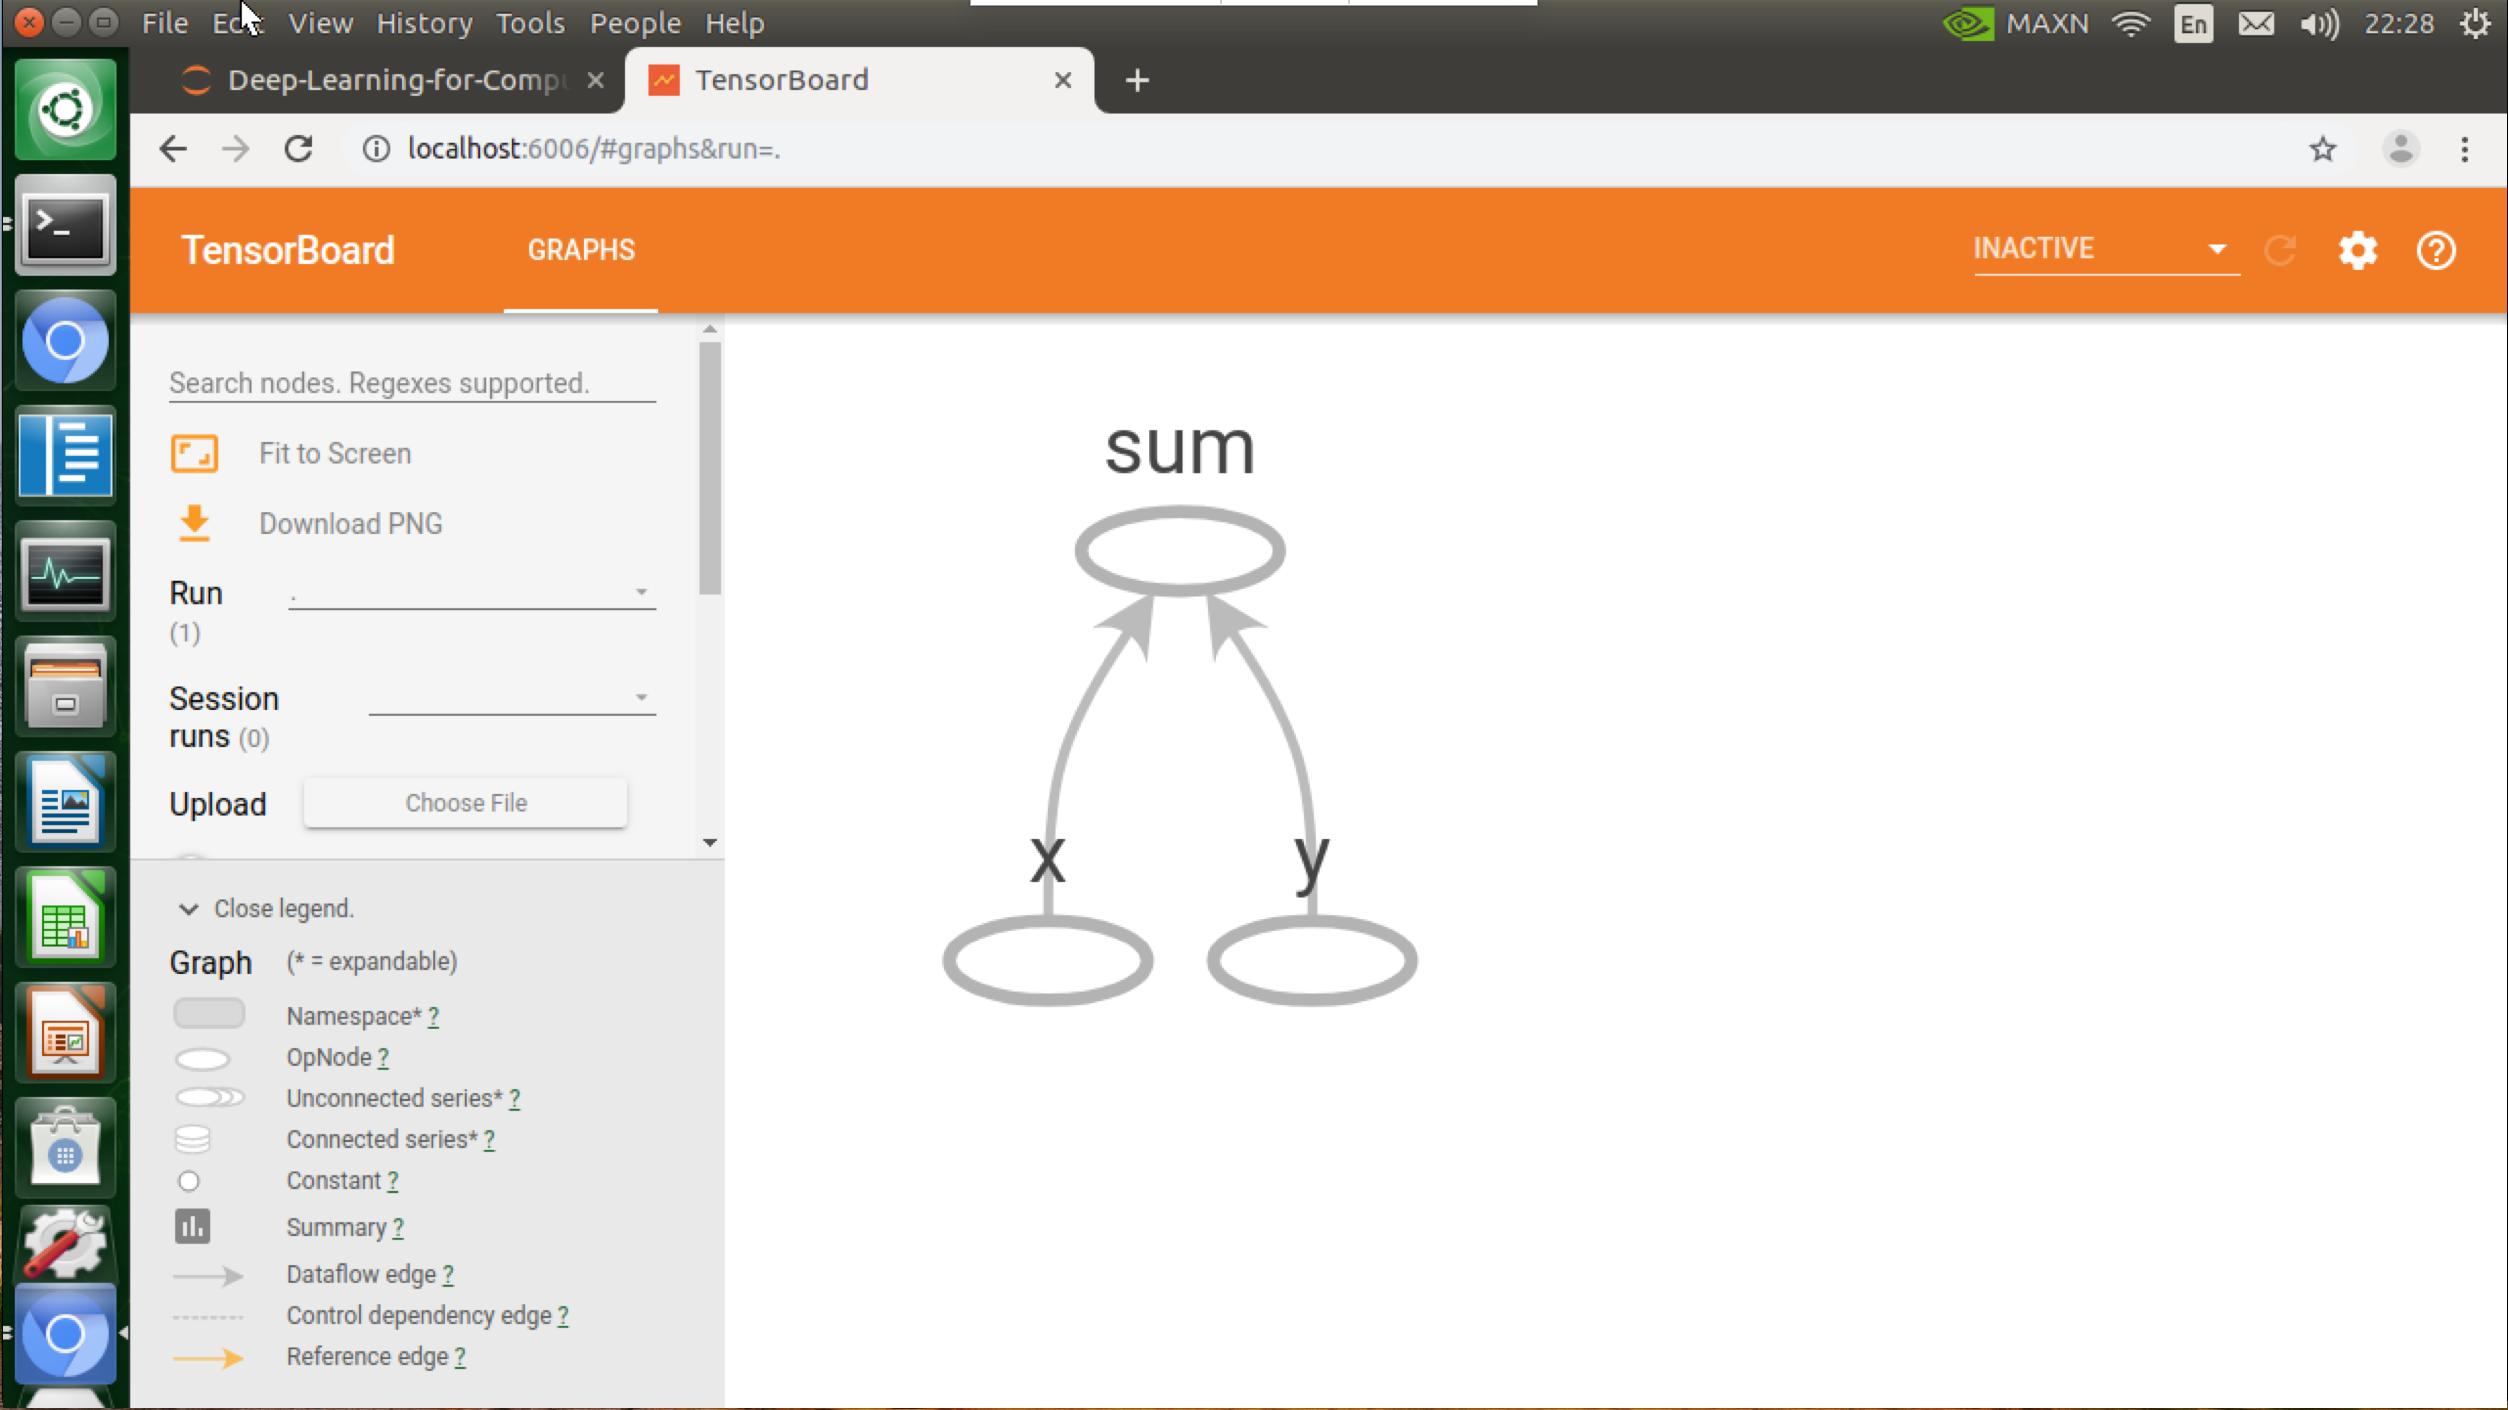 File Edit View History Tools People Help
MAXN En 22:28
Deep-Learning-for-Compu
TensorBoard
localhost:6006/#graphs&run=.
TensorBoard GRAPHS INACTIVE
Search nodes. Regexes supported.
Fit to Screen
Download PNG
Run .
(1)
Session
runs (0)
Upload Choose File
sum
x y
Close legend.
Graph (* = expandable)
Namespace* ?
OpNode ?
Unconnected series* ?
Connected series* ?
Constant ?
Summary ?
Dataflow edge ?
Control dependency edge ?
Reference edge ?